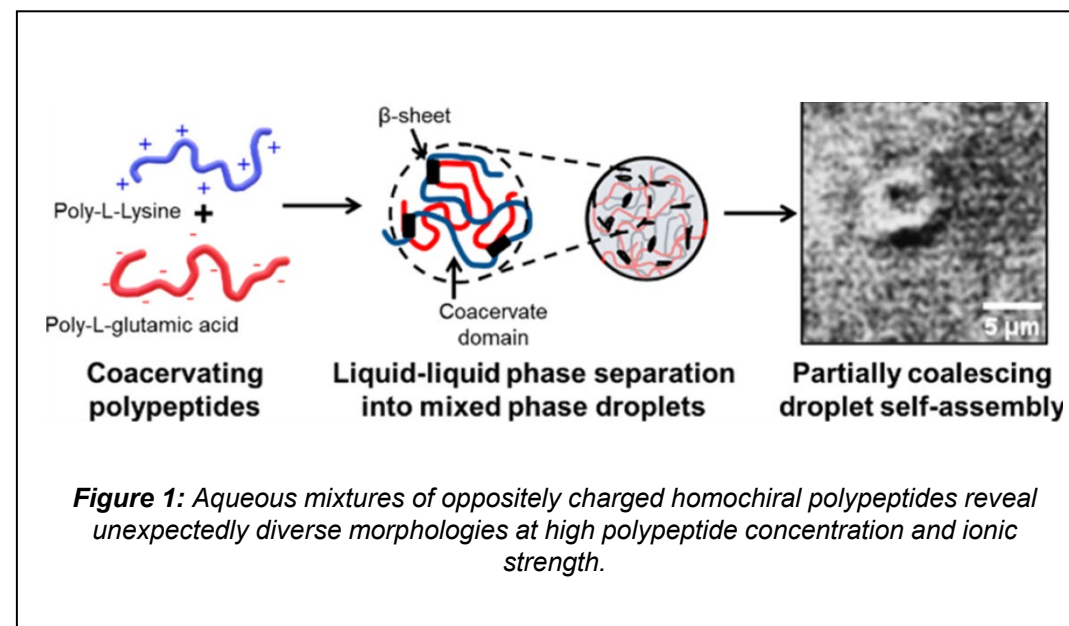 β-sheet
Poly-L-Lysine
+
Poly-L-glutamic acid
Coacervate
domain
5 μm
Coacervating
polypeptides
Liquid-liquid phase separation
into mixed phase droplets
Partially coalescing
droplet self-assembly
Figure 1: Aqueous mixtures of oppositely charged homochiral polypeptides reveal
unexpectedly diverse morphologies at high polypeptide concentration and ionic
strength.